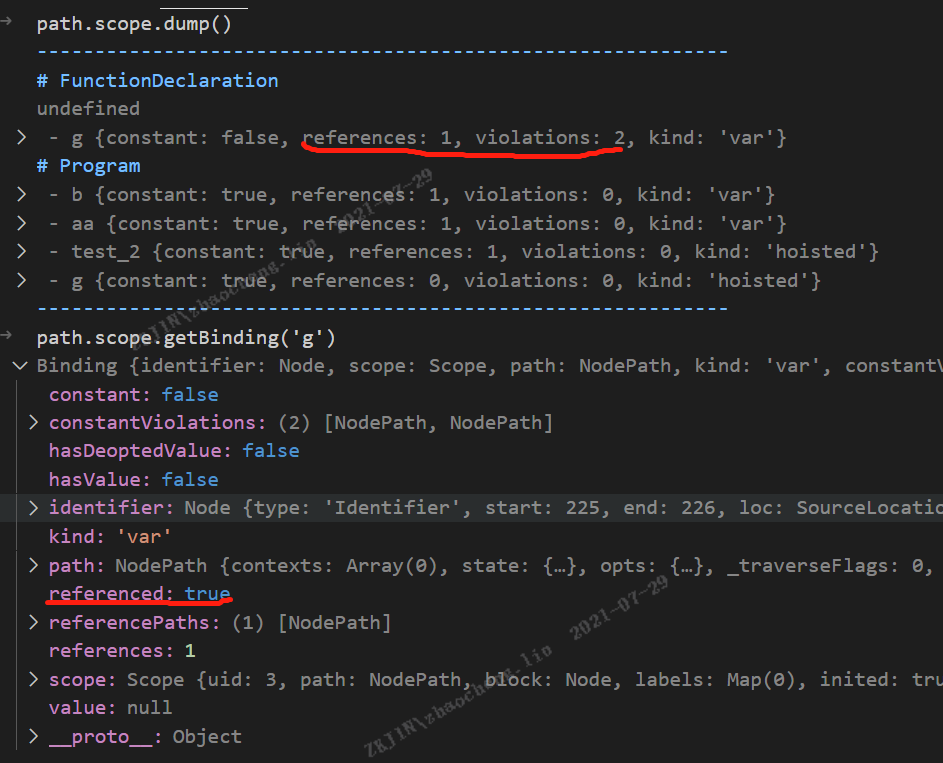 path.scope.dump()
------------------------------------------------------------
# FunctionDeclaration
undefined
- g {constant: false, references: 1, violations: 2, kind: 'var'}
# Program
- b {constant: true, references: 1, violations: 0, kind: 'var'}
- aa {constant: true, references: 1, violations: 0, kind: 'var'}
- test_2 {constant: true, references: 1, violations: 0, kind: 'hoisted'}
- g {constant: true, references: 0, violations: 0, kind: 'hoisted'}
------------------------------------------------------------
path.scope.getBinding('g')
Binding {identifier: Node, scope: Scope, path: NodePath, kind: 'var', constantV
constant: false
constantViolations: (2) [NodePath, NodePath]
hasDeoptedValue: false
hasValue: false
identifier: Node {type: 'Identifier', start: 225, end: 226, loc: SourceLocatio
kind: 'var'
path: NodePath {contexts: Array(0), state: {…}, opts: {…}, _traverseFlags: 0,
referenced: true
referencePaths: (1) [NodePath]
references: 1
scope: Scope {uid: 3, path: NodePath, block: Node, labels: Map(0), inited: tru
value: null
__proto__: Object
2021-07-29
2021-07-29